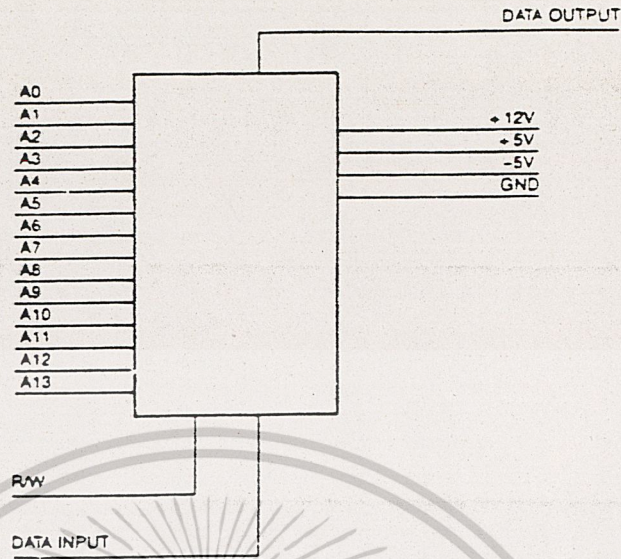 DATA OUTPUT
A0
A1
A2
A3
A4
A5
A6
A7
A8
A9
A10
A11
A12
A13
+12V
+5V
-5V
GND
R/W
DATA INPUT